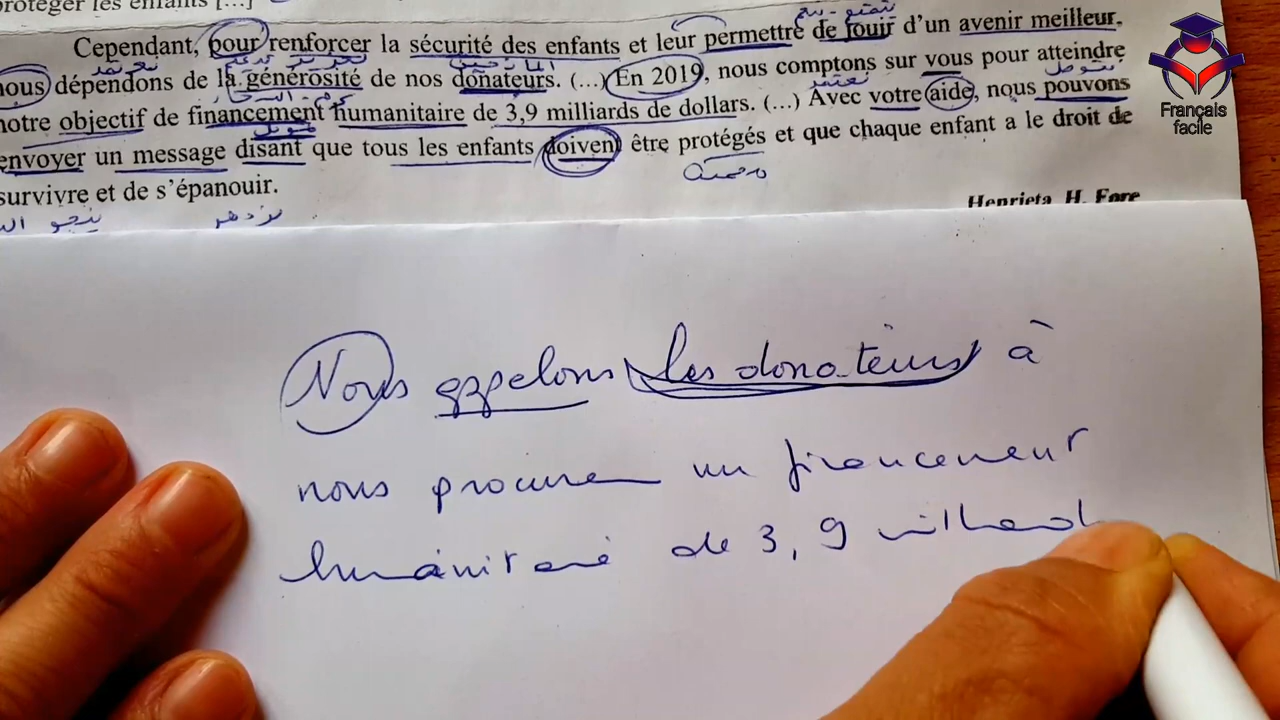 protéger les enfants [...]
Cependant, pour renforcer la sécurité des enfants et leur permettre de jouir d'un avenir meilleur,
nous dépendons de la générosité de nos donateurs. (...) En 2019, nous comptons sur vous pour atteindre
notre objectif de financement humanitaire de 3,9 milliards de dollars. (...) Avec votre aide, nous pouvons
envoyer un message disant que tous les enfants doivent être protégés et que chaque enfant a le droit de
survivre et de s'épanouir.
Henrieta H. Fore
Français
facile
Nous appelons les donateurs à
nous procurer un financement
humanitaire de 3,9 milliard